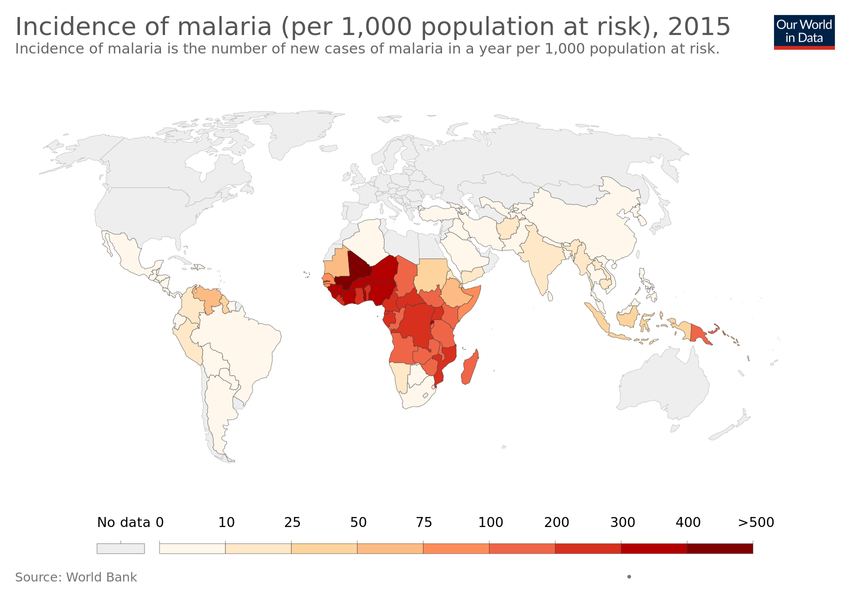 Incidence of malaria (per 1,000 population at risk), 2015
Incidence of malaria is the number of new cases of malaria in a year per 1,000 population at risk.
Our World
in Data
No data 0 10 25 50 75 100 200 300 400 >500
Source: World Bank